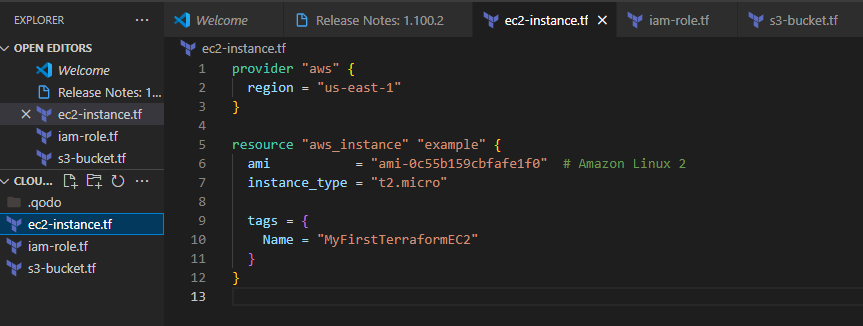 EXPLORER
OPEN EDITORS
Welcome
Release Notes: 1....
ec2-instance.tf
iam-role.tf
s3-bucket.tf
CLOU...
.qodo
ec2-instance.tf
iam-role.tf
s3-bucket.tf
Welcome
Release Notes: 1.100.2
ec2-instance.tf
iam-role.tf
s3-bucket.tf
ec2-instance.tf
1 provider "aws" {
2   region = "us-east-1"
3 }
4
5 resource "aws_instance" "example" {
6   ami           = "ami-0c55b159cbfafe1f0"  # Amazon Linux 2
7   instance_type = "t2.micro"
8
9   tags = {
10     Name = "MyFirstTerraformEC2"
11   }
12 }
13